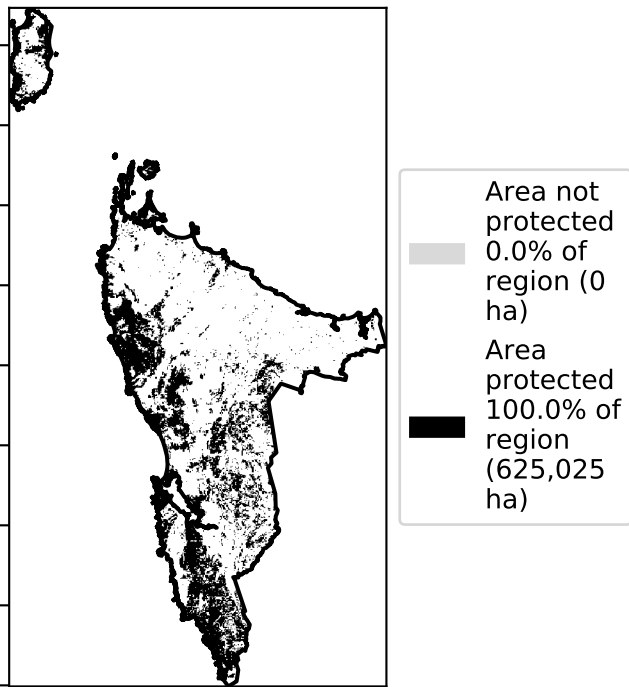 Area not
protected
0.0% of
region (0
ha)
Area
protected
100.0% of
region
(625,025
ha)